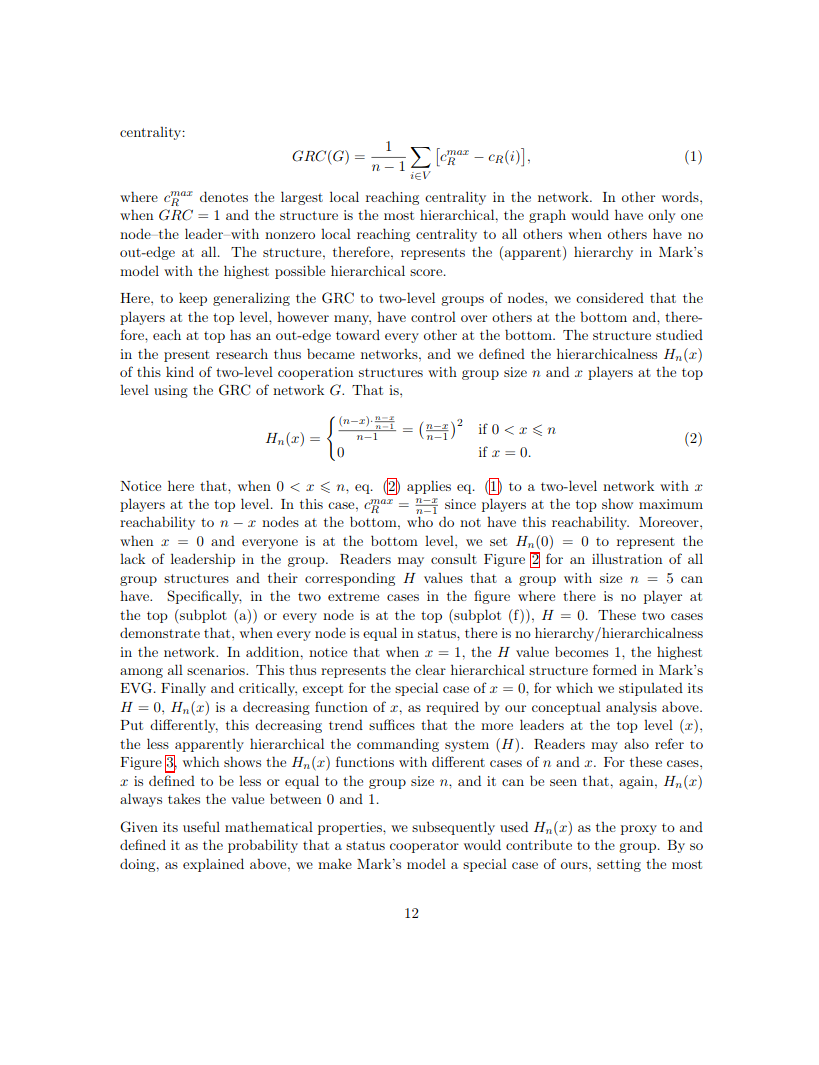 centrality:
GRC(G) = 1/(n − 1) ∑_{i∈V} [c_R^{max} − c_R(i)], (1)
where c_R^{max} denotes the largest local reaching centrality in the network. In other words,
when GRC = 1 and the structure is the most hierarchical, the graph would have only one
node–the leader–with nonzero local reaching centrality to all others when others have no
out-edge at all. The structure, therefore, represents the (apparent) hierarchy in Mark's
model with the highest possible hierarchical score.
Here, to keep generalizing the GRC to two-level groups of nodes, we considered that the
players at the top level, however many, have control over others at the bottom and, there-
fore, each at top has an out-edge toward every other at the bottom. The structure studied
in the present research thus became networks, and we defined the hierarchicalness H_n(x)
of this kind of two-level cooperation structures with group size n and x players at the top
level using the GRC of network G. That is,
H_n(x) = { ((n−x)·(n−x)/(n−1))/(n−1) = ((n−x)/(n−1))^2 if 0 < x ⩽ n
0 if x = 0. (2)
Notice here that, when 0 < x ⩽ n, eq. (2) applies eq. (1) to a two-level network with x
players at the top level. In this case, c_R^{max} = (n−x)/(n−1) since players at the top show maximum
reachability to n − x nodes at the bottom, who do not have this reachability. Moreover,
when x = 0 and everyone is at the bottom level, we set H_n(0) = 0 to represent the
lack of leadership in the group. Readers may consult Figure 2 for an illustration of all
group structures and their corresponding H values that a group with size n = 5 can
have. Specifically, in the two extreme cases in the figure where there is no player at
the top (subplot (a)) or every node is at the top (subplot (f)), H = 0. These two cases
demonstrate that, when every node is equal in status, there is no hierarchy/hierarchicalness
in the network. In addition, notice that when x = 1, the H value becomes 1, the highest
among all scenarios. This thus represents the clear hierarchical structure formed in Mark's
EVG. Finally and critically, except for the special case of x = 0, for which we stipulated its
H = 0, H_n(x) is a decreasing function of x, as required by our conceptual analysis above.
Put differently, this decreasing trend suffices that the more leaders at the top level (x),
the less apparently hierarchical the commanding system (H). Readers may also refer to
Figure 3, which shows the H_n(x) functions with different cases of n and x. For these cases,
x is defined to be less or equal to the group size n, and it can be seen that, again, H_n(x)
always takes the value between 0 and 1.
Given its useful mathematical properties, we subsequently used H_n(x) as the proxy to and
defined it as the probability that a status cooperator would contribute to the group. By so
doing, as explained above, we make Mark's model a special case of ours, setting the most
12